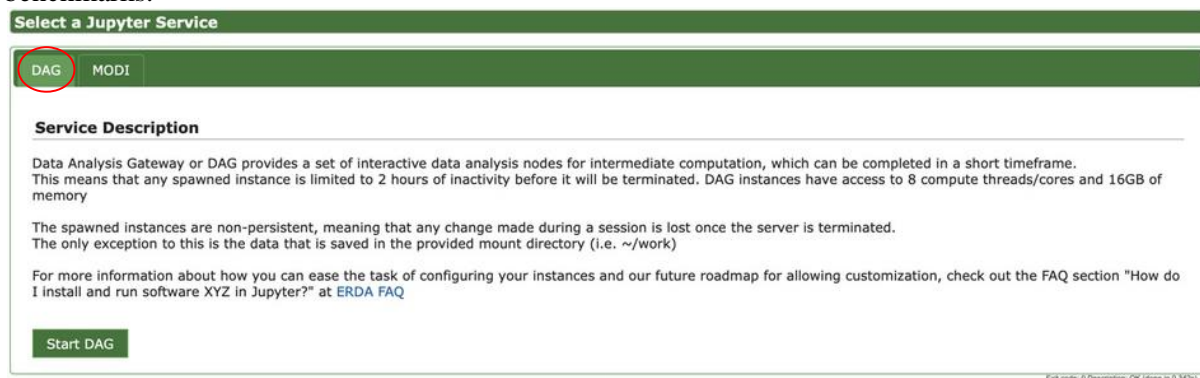 Select a Jupyter Service
DAG MODI
Service Description
Data Analysis Gateway or DAG provides a set of interactive data analysis nodes for intermediate computation, which can be completed in a short timeframe.
This means that any spawned instance is limited to 2 hours of inactivity before it will be terminated. DAG instances have access to 8 compute threads/cores and 16GB of
memory
The spawned instances are non-persistent, meaning that any change made during a session is lost once the server is terminated.
The only exception to this is the data that is saved in the provided mount directory (i.e. ~/work)
For more information about how you can ease the task of configuring your instances and our future roadmap for allowing customization, check out the FAQ section "How do
I install and run software XYZ in Jupyter?" at ERDA FAQ
Start DAG